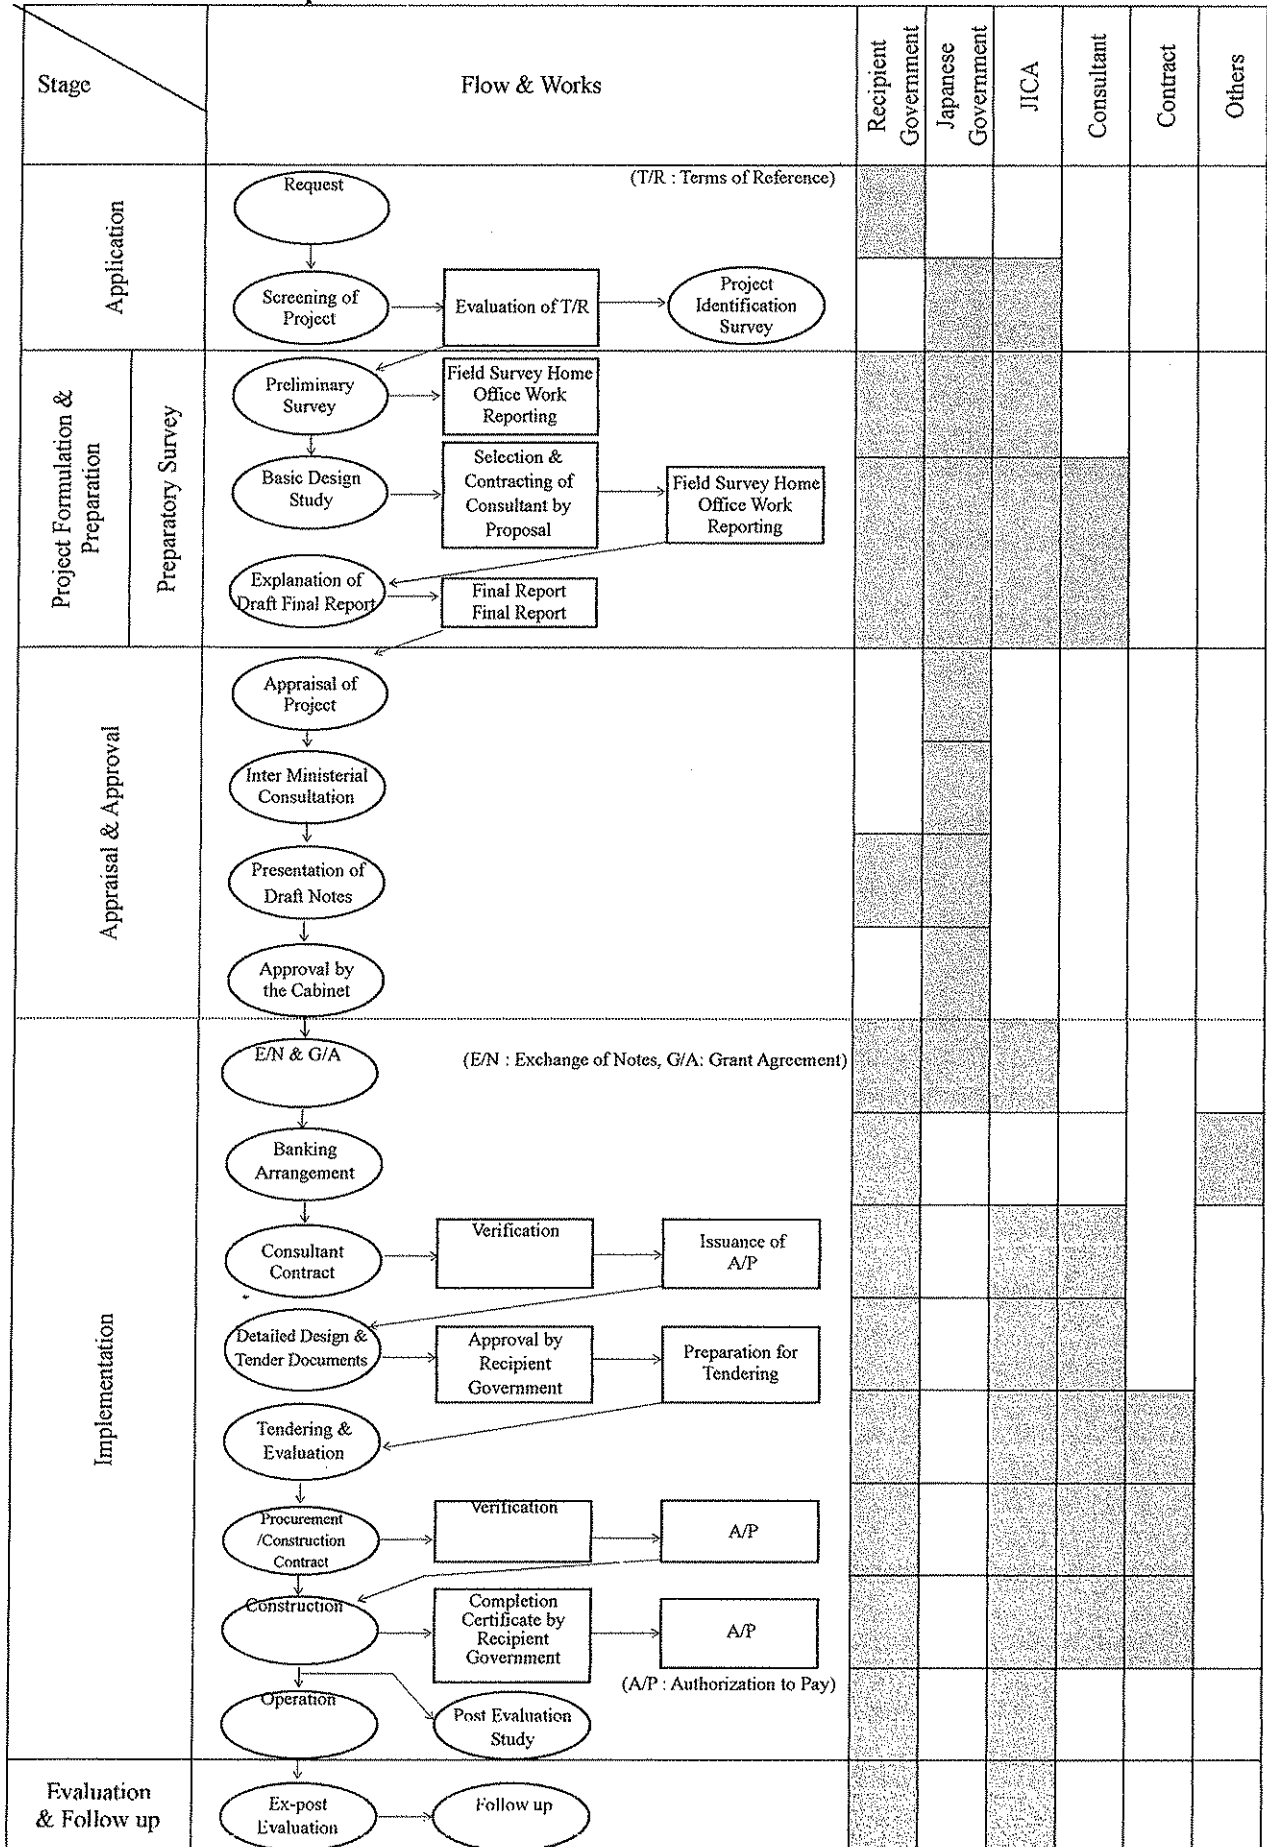 Stage
Flow & Works
Recipient
Government
Japanese
Government
JICA
Consultant
Contract
Others
Application
Request
(T/R : Terms of Reference)
Screening of
Project
Evaluation of T/R
Project
Identification
Survey
Project Formulation &
Preparation
Preparatory Survey
Preliminary
Survey
Field Survey Home
Office Work
Reporting
Basic Design
Study
Selection &
Contracting of
Consultant by
Proposal
Field Survey Home
Office Work
Reporting
Explanation of
Draft Final Report
Final Report
Final Report
Appraisal & Approval
Appraisal of
Project
Inter Ministerial
Consultation
Presentation of
Draft Notes
Approval by
the Cabinet
Implementation
E/N & G/A
(E/N : Exchange of Notes, G/A: Grant Agreement)
Banking
Arrangement
Consultant
Contract
Verification
Issuance of
A/P
Detailed Design &
Tender Documents
Approval by
Recipient
Government
Preparation for
Tendering
Tendering &
Evaluation
Procurement
/Construction
Contract
Verification
A/P
Construction
Completion
Certificate by
Recipient
Government
A/P
(A/P : Authorization to Pay)
Operation
Post Evaluation
Study
Evaluation
& Follow up
Ex-post
Evaluation
Follow up